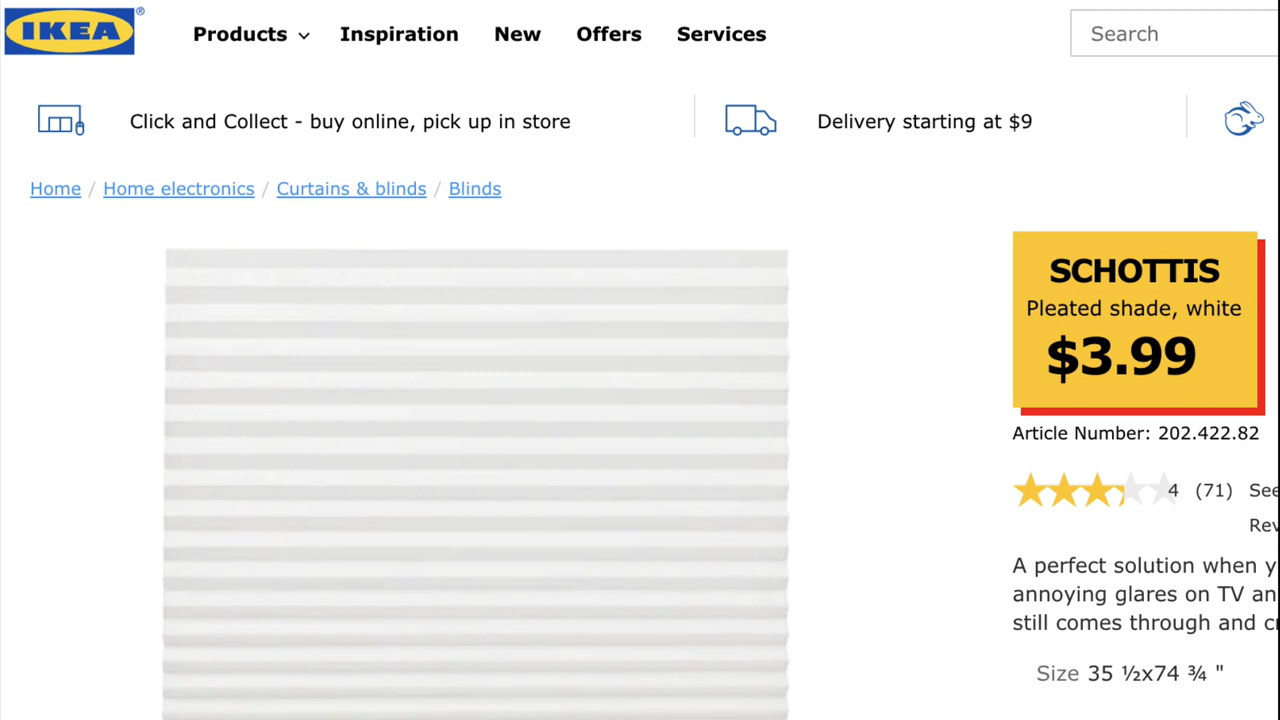 IKEA ®
Products Inspiration New Offers Services Search
Click and Collect - buy online, pick up in store Delivery starting at $9
Home / Home electronics / Curtains & blinds / Blinds
SCHOTTIS
Pleated shade, white
$3.99
Article Number: 202.422.82
4 (71) See
Rev
A perfect solution when y
annoying glares on TV an
still comes through and c
Size 35 ½x74 ¾ "